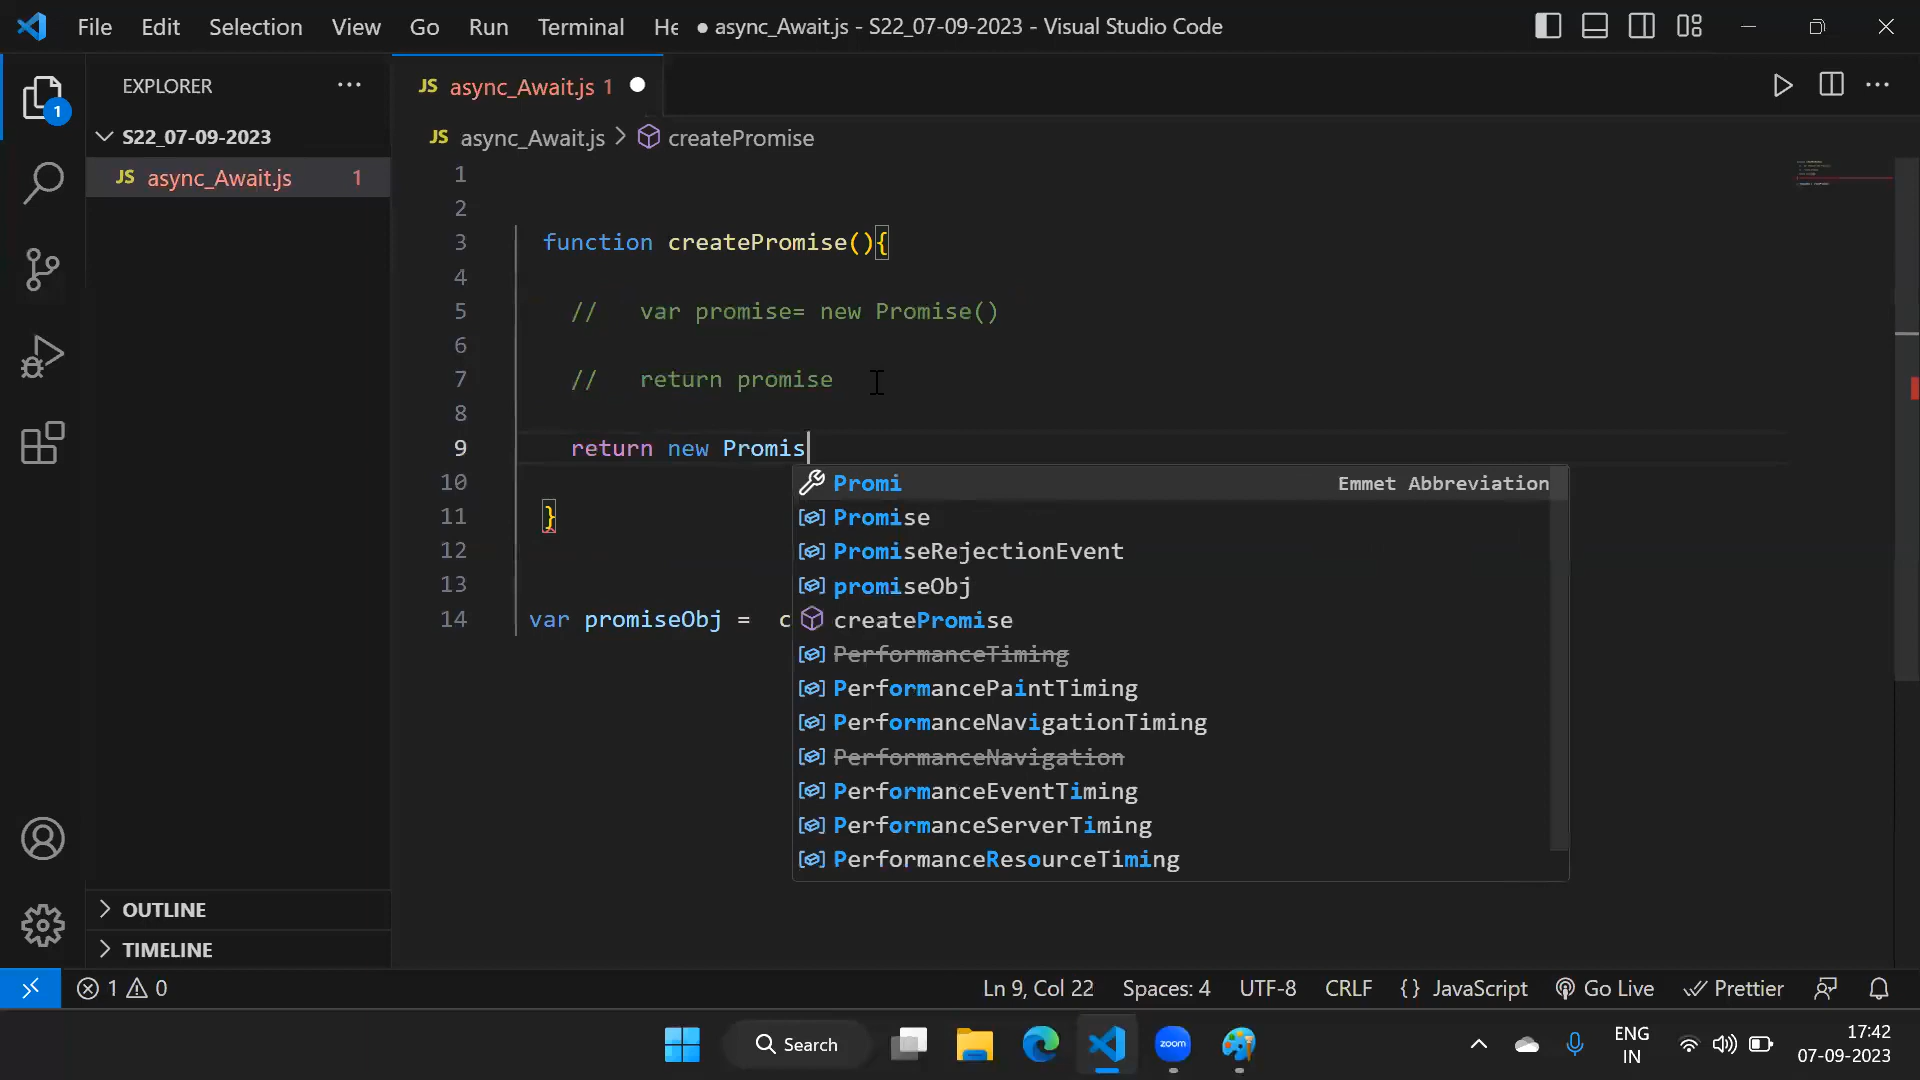 File Edit Selection View Go Run Terminal He ● async_Await.js - S22_07-09-2023 - Visual Studio Code
EXPLORER ···
S22_07-09-2023
JS async_Await.js 1
OUTLINE
TIMELINE
1
JS async_Await.js 1
JS async_Await.js > createPromise
1
2
3 function createPromise(){
4
5 // var promise= new Promise()
6
7 // return promise
8
9 return new Promis
10
11 }
12
13
14 var promiseObj = c
Promi Emmet Abbreviation
Promise
PromiseRejectionEvent
promiseObj
createPromise
PerformanceTiming
PerformancePaintTiming
PerformanceNavigationTiming
PerformanceNavigation
PerformanceEventTiming
PerformanceServerTiming
PerformanceResourceTiming
1 0 Ln 9, Col 22 Spaces: 4 UTF-8 CRLF {} JavaScript Go Live Prettier
Search zoom ENG IN 17:42
07-09-2023